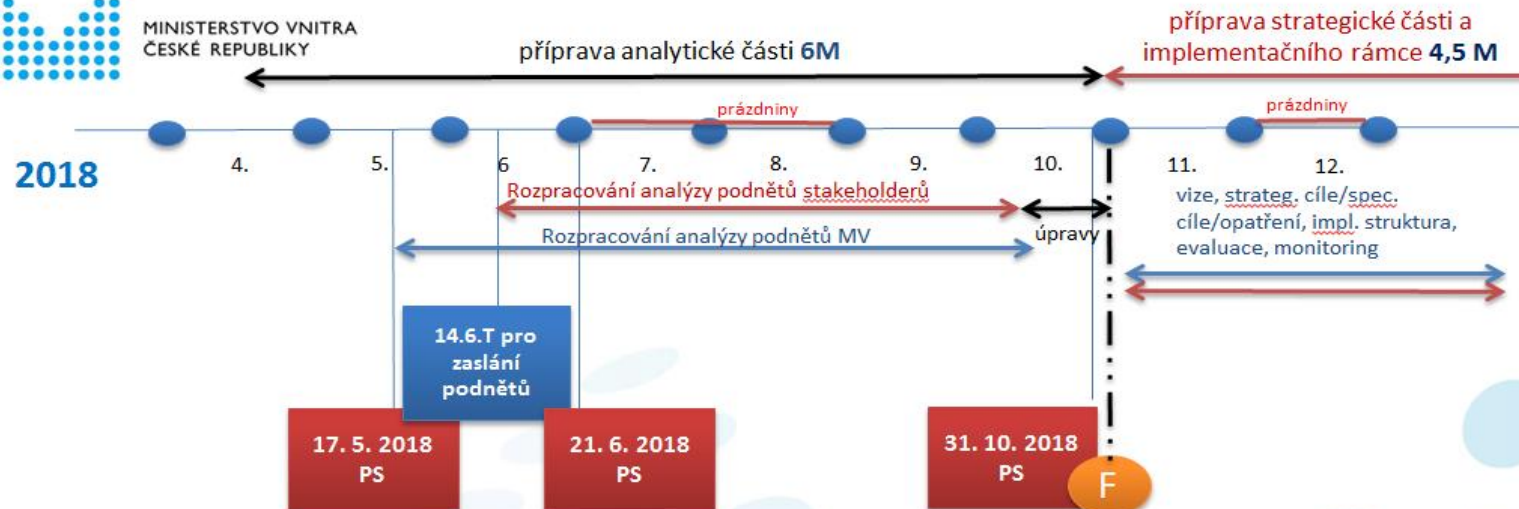 MINISTERSTVO VNITRA
ČESKÉ REPUBLIKY
příprava analytické části 6M
příprava strategické části a
implementačního rámce 4,5 M
prázdniny
prázdniny
2018
4.
5.
6
7.
8.
9.
10.
11.
12.
Rozpracování analýzy podnětů stakeholderů
Rozpracování analýzy podnětů MV
úpravy
vize, strateg. cíle/spec.
cíle/opatření, impl. struktura,
evaluace, monitoring
14.6.T pro
zaslání
podnětů
17. 5. 2018
PS
21. 6. 2018
PS
31. 10. 2018
PS
F